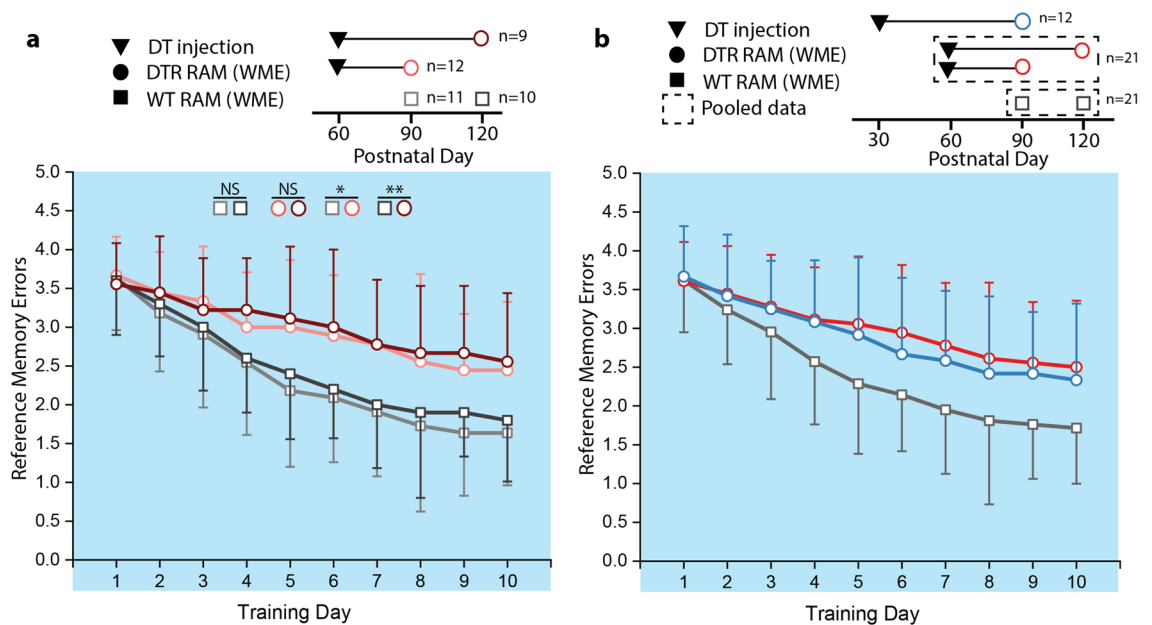 a
DT injection
DTR RAM (WME)
WT RAM (WME)
n=9
n=12
n=11
n=10
60 90 120
Postnatal Day
5.0
4.5
4.0
3.5
3.0
2.5
2.0
1.5
1.0
0.5
0.0
Reference Memory Errors
NS NS * **
1 2 3 4 5 6 7 8 9 10
Training Day
b
DT injection
DTR RAM (WME)
WT RAM (WME)
Pooled data
n=12
n=21
n=21
30 60 90 120
Postnatal Day
5.0
4.5
4.0
3.5
3.0
2.5
2.0
1.5
1.0
0.5
0.0
Reference Memory Errors
1 2 3 4 5 6 7 8 9 10
Training Day